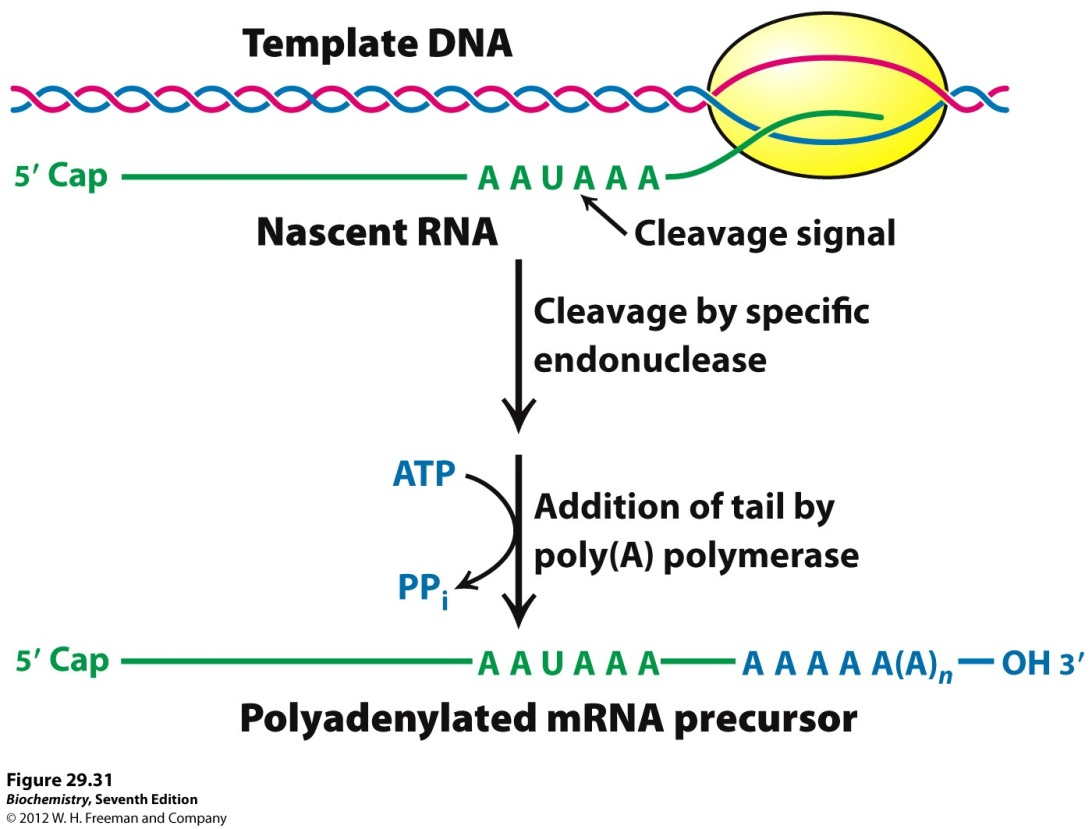 Template DNA
5′ Cap
A A U A A A
Nascent RNA
Cleavage signal
Cleavage by specific
endonuclease
ATP
Addition of tail by
poly(A) polymerase
PPi
5′ Cap
A A U A A A
A A A A A(A)n
OH 3′
Polyadenylated mRNA precursor
Figure 29.31
Biochemistry, Seventh Edition
© 2012 W. H. Freeman and Company